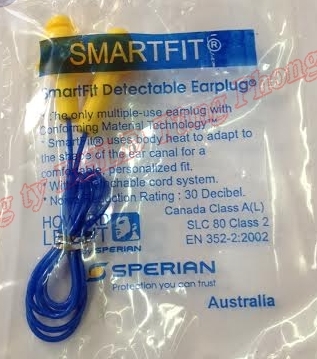 SMARTFIT®
SmartFit Detectable Earplug®
* The only multiple-use earplug with
Conforming Material Technology™
* SmartFit® uses body heat to adapt to
the shape of the ear canal for a
comfortable, personalized fit.
* With detachable cord system.
* Noise Reduction Rating : 30 Decibel.
Canada Class A(L)
HOWARD
LEIGHT
SLC 80 Class 2
SPERIAN
EN 352-2:2002
SPERIAN
Protection you can trust
Australia
ty
Phong